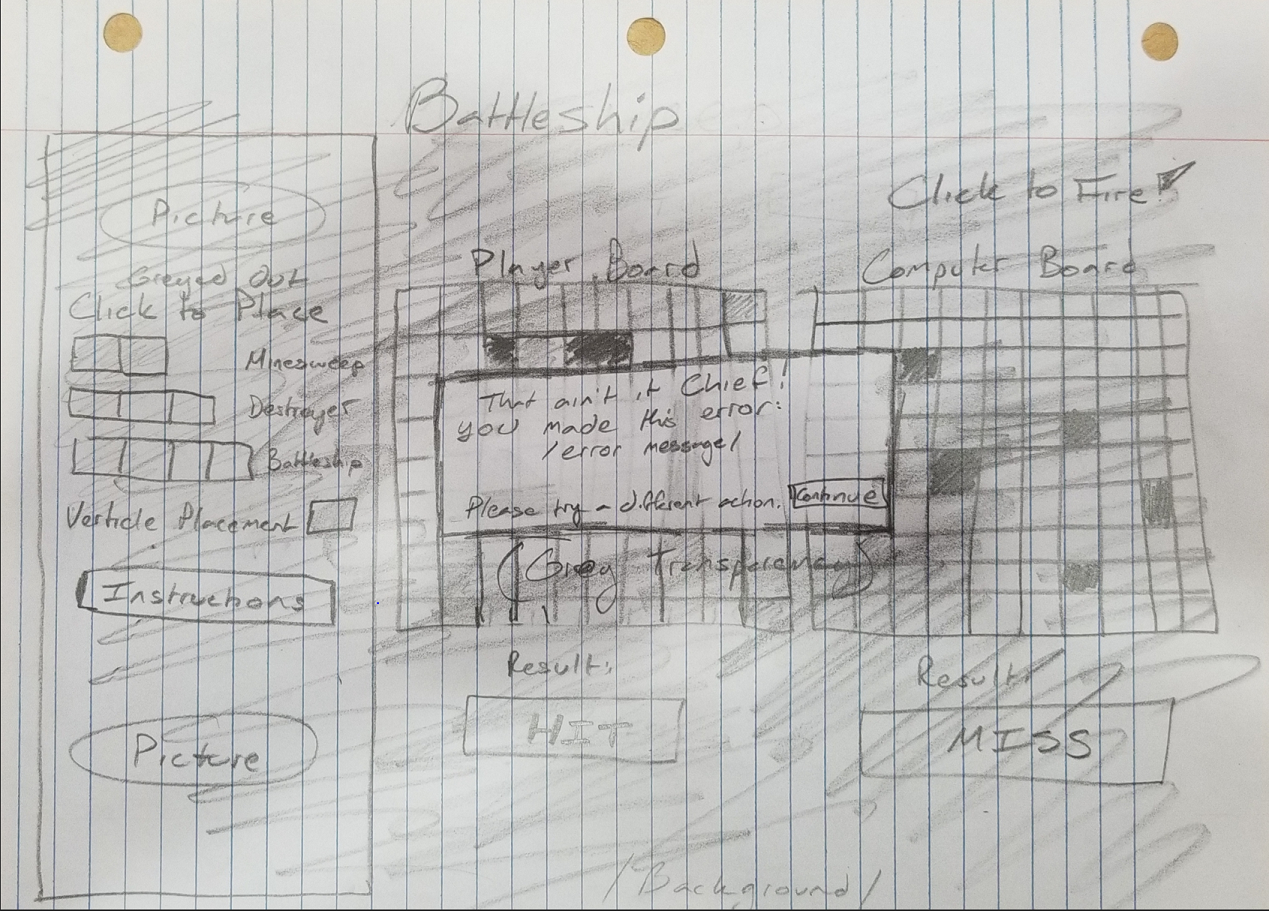 Battleship
Click to Fire!
Picture
Greyed Out
Click to Place
Minesweep
Destroyer
Battleship
Verticle Placement
Instructions
Picture
Player Board
Computer Board
That ain't it Chief!
you made this error:
/error message/
Please try a different action.
Continue
(Grey Transparency)
Result:
HIT
Result:
MISS
/Background/